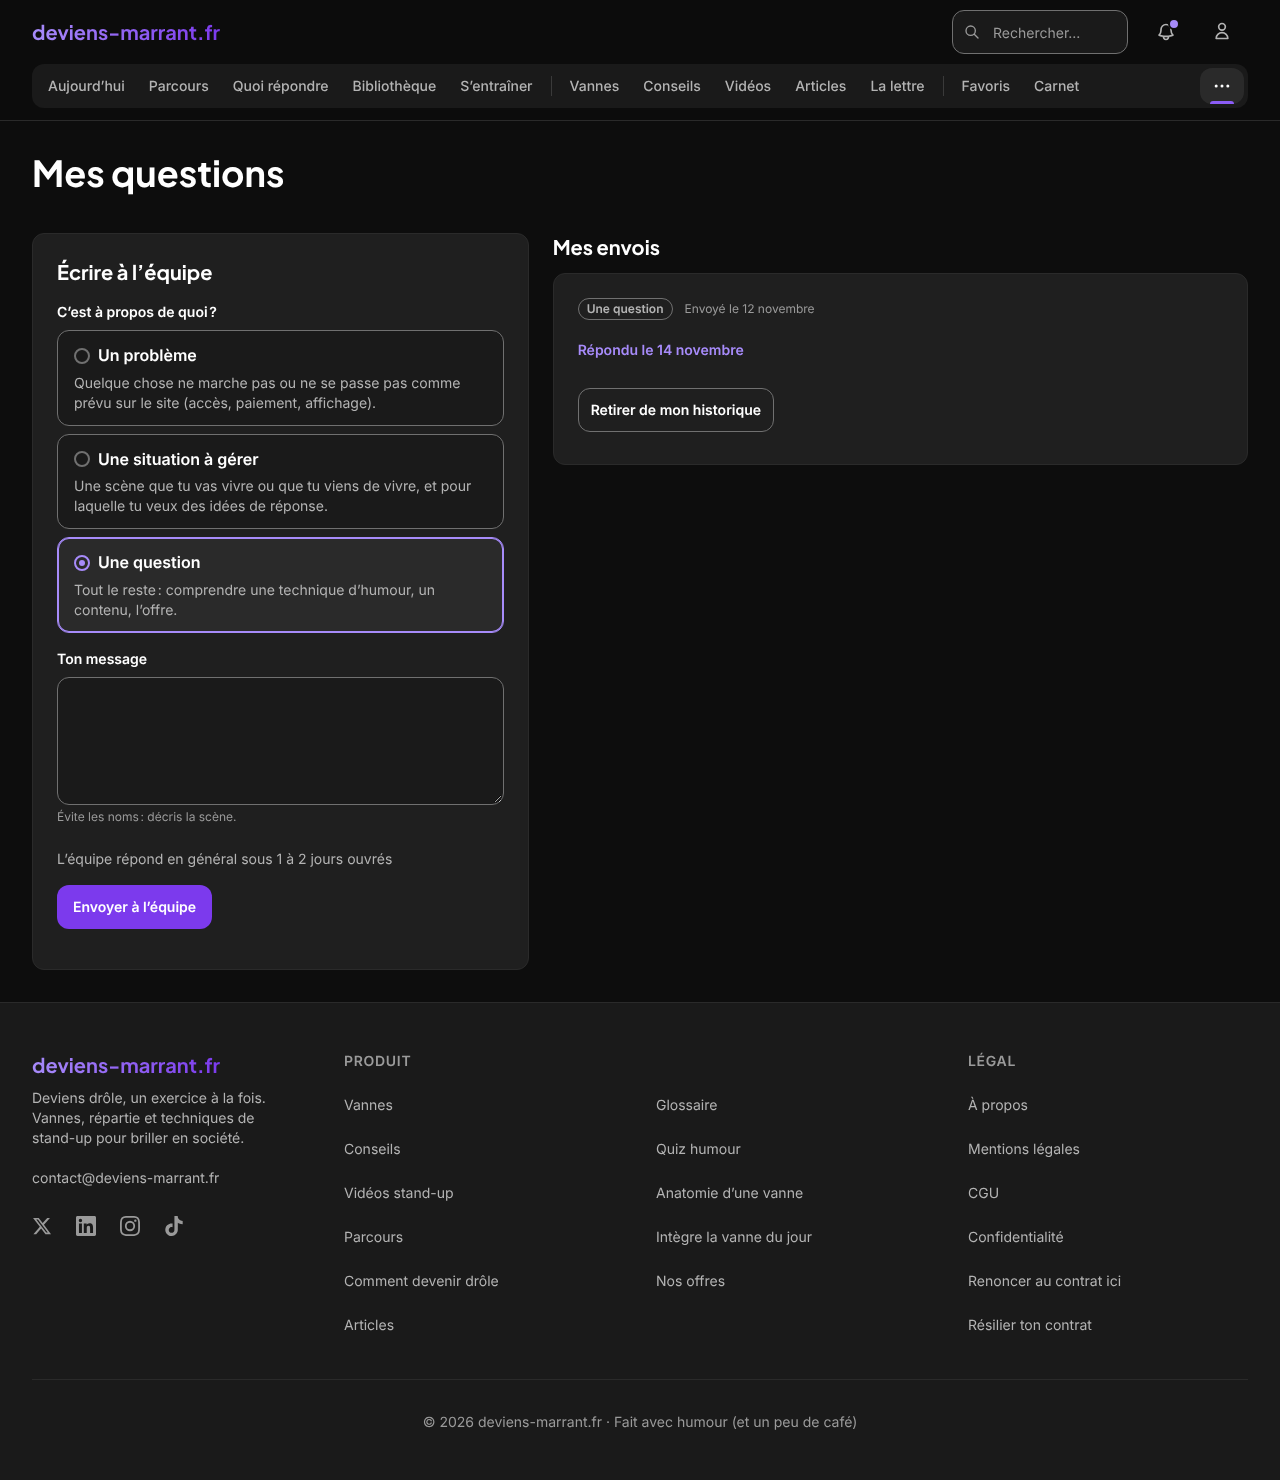 deviens-marrant.fr
Rechercher...
Aujourd’hui Parcours Quoi répondre Bibliothèque S’entraîner Vannes Conseils Vidéos Articles La lettre Favoris Carnet
Mes questions
Écrire à l’équipe
C’est à propos de quoi ?
Un problème
Quelque chose ne marche pas ou ne se passe pas comme
prévu sur le site (accès, paiement, affichage).
Une situation à gérer
Une scène que tu vas vivre ou que tu viens de vivre, et pour
laquelle tu veux des idées de réponse.
Une question
Tout le reste : comprendre une technique d’humour, un
contenu, l’offre.
Ton message
Évite les noms : décris la scène.
L’équipe répond en général sous 1 à 2 jours ouvrés
Envoyer à l’équipe
Mes envois
Une question Envoyé le 12 novembre
Répondu le 14 novembre
Retirer de mon historique
deviens-marrant.fr
Deviens drôle, un exercice à la fois.
Vannes, répartie et techniques de
stand-up pour briller en société.
contact@deviens-marrant.fr
PRODUIT
Vannes
Conseils
Vidéos stand-up
Parcours
Comment devenir drôle
Articles
Glossaire
Quiz humour
Anatomie d’une vanne
Intègre la vanne du jour
Nos offres
LÉGAL
À propos
Mentions légales
CGU
Confidentialité
Renoncer au contrat ici
Résilier ton contrat
© 2026 deviens-marrant.fr · Fait avec humour (et un peu de café)